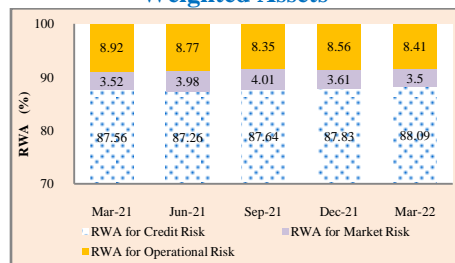 Weighted Assets
RWA (%)
100
90
80
70
8.92 8.77 8.35 8.56 8.41
3.52 3.98 4.01 3.61 3.5
87.56 87.26 87.64 87.83 88.09
Mar-21 Jun-21 Sep-21 Dec-21 Mar-22
RWA for Credit Risk RWA for Market Risk
RWA for Operational Risk